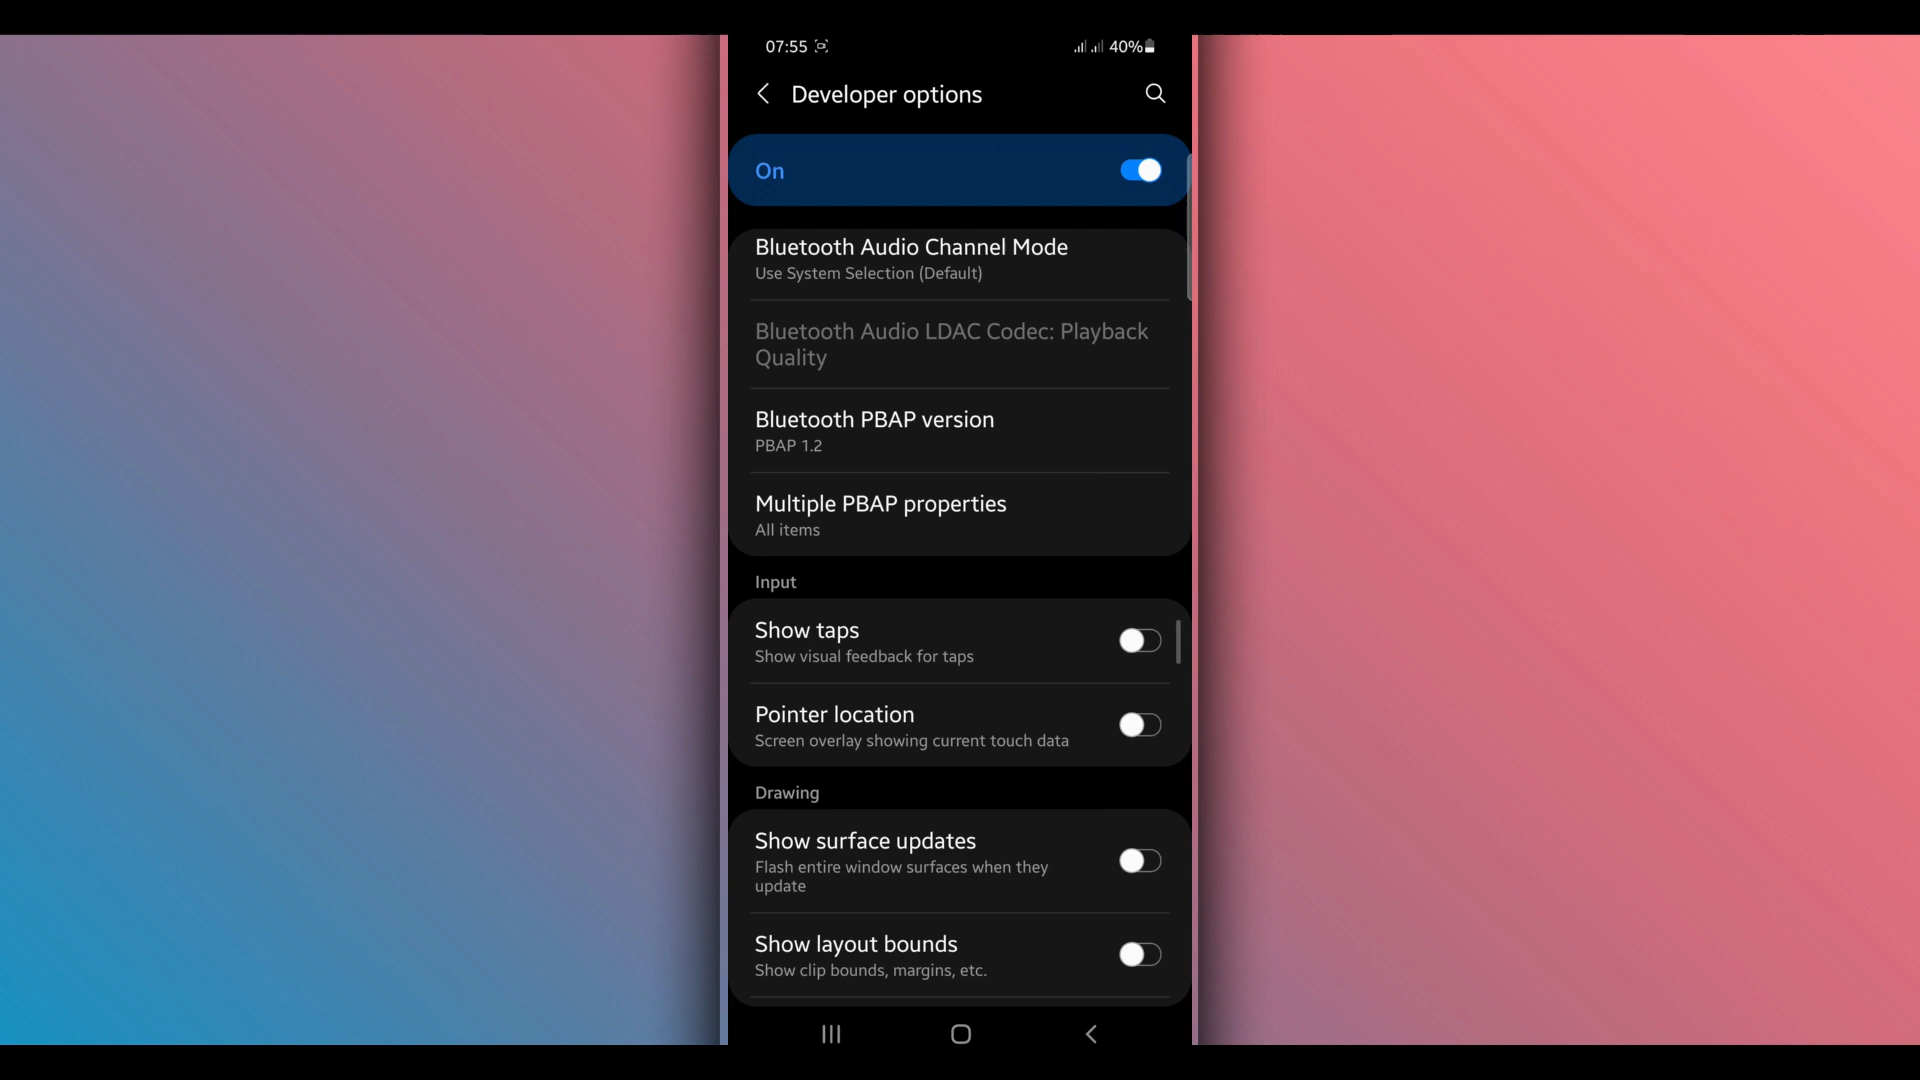 07:55 40%
Developer options
On
Bluetooth Audio Channel Mode
Use System Selection (Default)
Bluetooth Audio LDAC Codec: Playback
Quality
Bluetooth PBAP version
PBAP 1.2
Multiple PBAP properties
All items
Input
Show taps
Show visual feedback for taps
Pointer location
Screen overlay showing current touch data
Drawing
Show surface updates
Flash entire window surfaces when they
update
Show layout bounds
Show clip bounds, margins, etc.